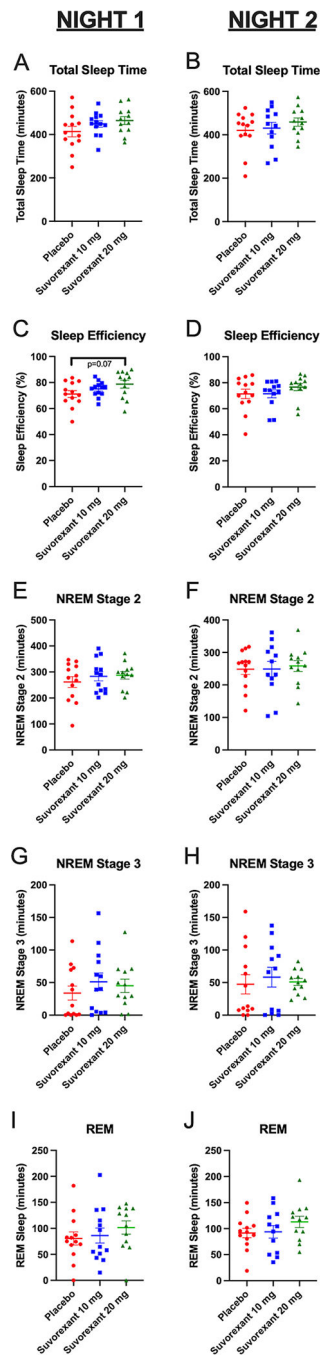 NIGHT 1 NIGHT 2
A Total Sleep Time
Total Sleep Time (minutes)
600
400
200
0
Placebo
Suvorexant 10 mg
Suvorexant 20 mg
B Total Sleep Time
Total Sleep Time (minutes)
600
400
200
0
Placebo
Suvorexant 10 mg
Suvorexant 20 mg
C Sleep Efficiency
Sleep Efficiency (%)
100
80
60
40
20
0
p=0.07
Placebo
Suvorexant 10 mg
Suvorexant 20 mg
D Sleep Efficiency
Sleep Efficiency (%)
100
80
60
40
20
0
Placebo
Suvorexant 10 mg
Suvorexant 20 mg
E NREM Stage 2
NREM Stage 2 (minutes)
500
400
300
200
100
0
Placebo
Suvorexant 10 mg
Suvorexant 20 mg
F NREM Stage 2
NREM Stage 2 (minutes)
400
300
200
100
0
Placebo
Suvorexant 10 mg
Suvorexant 20 mg
G NREM Stage 3
NREM Stage 3 (minutes)
200
150
100
50
0
Placebo
Suvorexant 10 mg
Suvorexant 20 mg
H NREM Stage 3
NREM Stage 3 (minutes)
200
150
100
50
0
Placebo
Suvorexant 10 mg
Suvorexant 20 mg
I REM
REM Sleep (minutes)
250
200
150
100
50
0
Placebo
Suvorexant 10 mg
Suvorexant 20 mg
J REM
REM Sleep (minutes)
250
200
150
100
50
0
Placebo
Suvorexant 10 mg
Suvorexant 20 mg